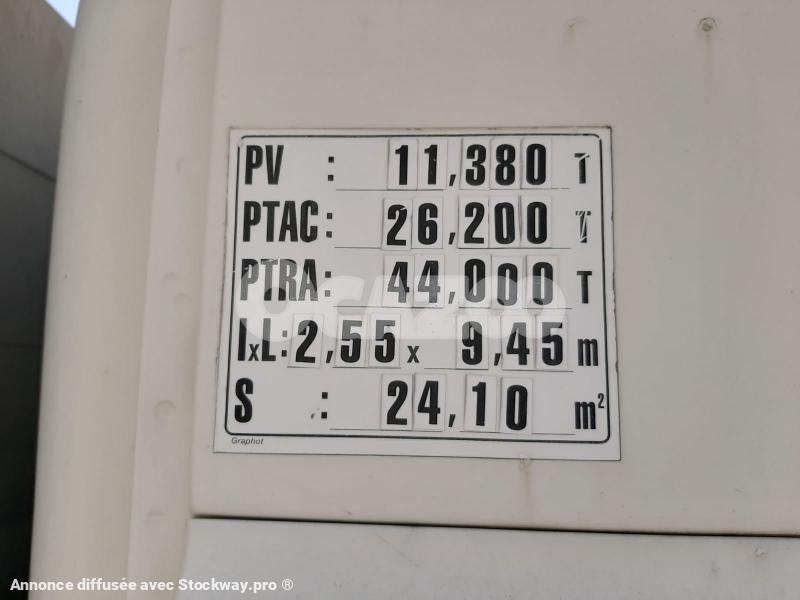 PV : 11,380 T
PTAC: 26,200 T
PTRA: 44,000 T
lxL: 2,55 x 9,45 m
S : 24,10 m²
Graphot
OCAZOO
Annonce diffusée avec Stockway.pro ®